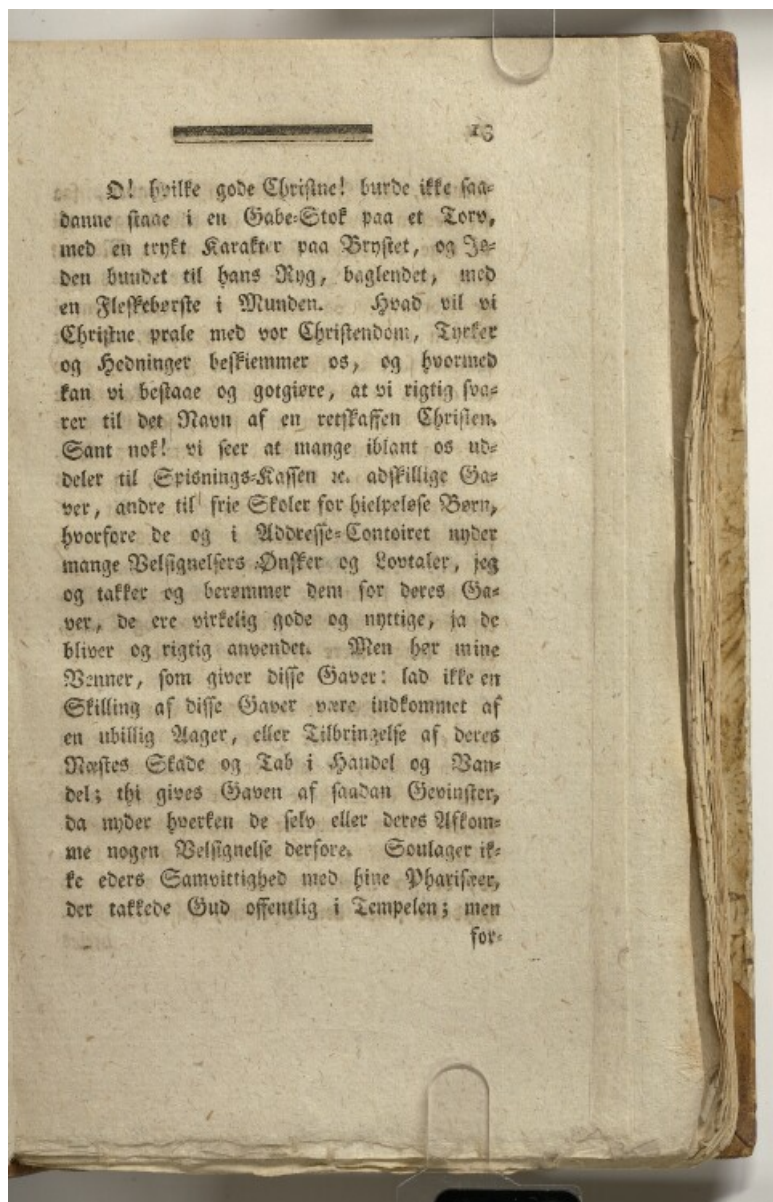 13
O! hvilke gode Christne! burde ikke saa-
danne staae i en Gabe-Stok paa et Torv,
med en trykt Karakter paa Brystet, og Jø-
den bundet til hans Ryg, baglendet, med
en Fleskebørste i Munden. Hvad vil vi
Christne prale med vor Christendom, Tyrker
og Hedninger beskiemmer os, og hvormed
kan vi bestaae og gotgiøre, at vi rigtig sva-
rer til det Navn af en retskaffen Christen.
Sant nok! vi seer at mange iblant os ud-
deler til Spisnings-Kassen ꝛc. adskillige Ga-
ver, andre til frie Skoler for hielpeløse Børn,
hvorfore de og i Addresse-Contoiret nyder
mange Velsignelsers Ønsker og Lovtaler, jeg
og takker og berømmer dem for deres Ga-
ver, de ere virkelig gode og nyttige, ja de
bliver og rigtig anvendet. Men hør mine
Venner, som giver disse Gaver: lad ikke en
Skilling af disse Gaver være indkommet af
en ubillig Aager, eller Tilbringelse af deres
Næstes Skade og Tab i Handel og Van-
del; thi gives Gaven af saadan Gevinster,
da nyder hverken de selv eller deres Afkom-
me nogen Velsignelse derfore. Soulager ik-
ke eders Samvittighed med hine Pharisæer,
der takkede Gud offentlig i Tempelen; men
for-